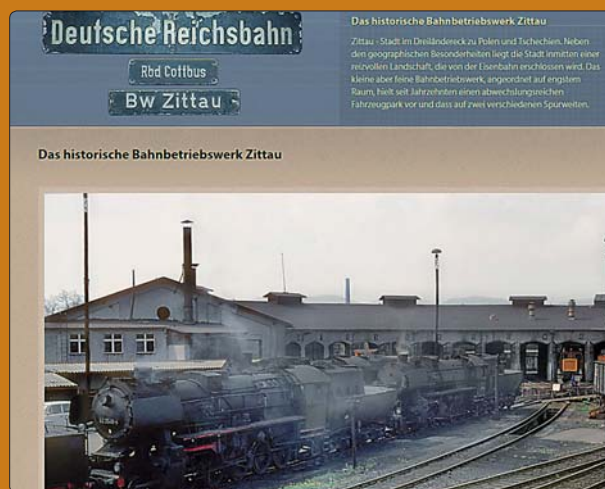 Deutsche Reichsbahn
Rbd Cottbus
Bw Zittau
Das historische Bahnbetriebswerk Zittau
Zittau - Stadt im Dreiländereck zu Polen und Tschechien. Neben
den geographischen Besonderheiten liegt die Stadt inmitten einer
reizvollen Landschaft, die von der Eisenbahn erschlossen wird. Das
kleine aber feine Bahnbetriebswerk, angeordnet auf engstem
Raum, hielt seit Jahrzehnten einen abwechslungsreichen
Fahrzeugpark vor und dass auf zwei verschiedenen Spurweiten.
Das historische Bahnbetriebswerk Zittau